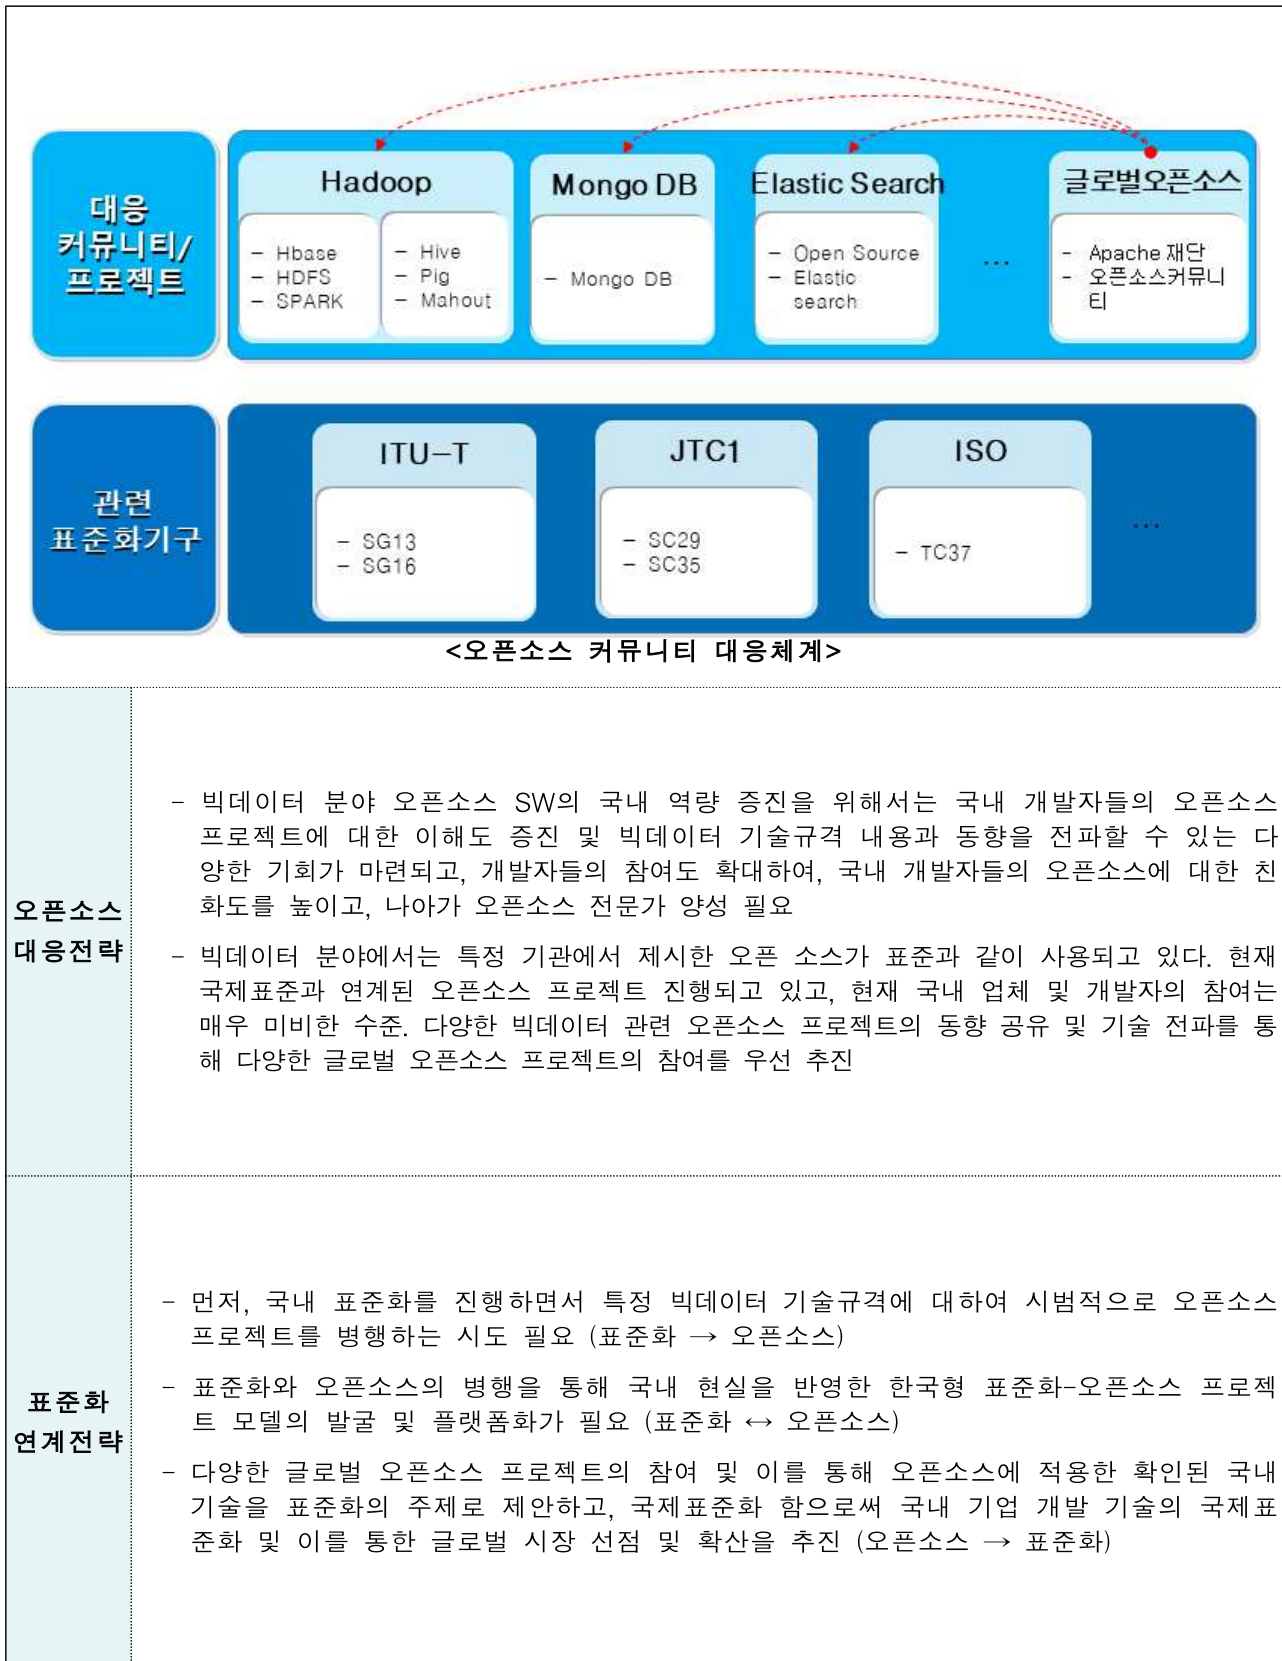 대응
커뮤니티/
프로젝트
Hadoop
- Hbase
- HDFS
- SPARK
- Hive
- Pig
- Mahout
Mongo DB
- Mongo DB
Elastic Search
- Open Source
- Elastic
search
...
글로벌오픈소스
- Apache 재단
- 오픈소스커뮤니
티
관련
표준화기구
ITU-T
- SG13
- SG16
JTC1
- SC29
- SC35
ISO
- TC37
...
<오픈소스 커뮤니티 대응체계>
오픈소스
대응전략
- 빅데이터 분야 오픈소스 SW의 국내 역량 증진을 위해서는 국내 개발자들의 오픈소스
프로젝트에 대한 이해도 증진 및 빅데이터 기술규격 내용과 동향을 전파할 수 있는 다
양한 기회가 마련되고, 개발자들의 참여도 확대하여, 국내 개발자들의 오픈소스에 대한 친
화도를 높이고, 나아가 오픈소스 전문가 양성 필요
- 빅데이터 분야에서는 특정 기관에서 제시한 오픈 소스가 표준과 같이 사용되고 있다. 현재
국제표준과 연계된 오픈소스 프로젝트 진행되고 있고, 현재 국내 업체 및 개발자의 참여는
매우 미비한 수준. 다양한 빅데이터 관련 오픈소스 프로젝트의 동향 공유 및 기술 전파를 통
해 다양한 글로벌 오픈소스 프로젝트의 참여를 우선 추진
표준화
연계전략
- 먼저, 국내 표준화를 진행하면서 특정 빅데이터 기술규격에 대하여 시범적으로 오픈소스
프로젝트를 병행하는 시도 필요 (표준화 → 오픈소스)
- 표준화와 오픈소스의 병행을 통해 국내 현실을 반영한 한국형 표준화-오픈소스 프로젝
트 모델의 발굴 및 플랫폼화가 필요 (표준화 ↔ 오픈소스)
- 다양한 글로벌 오픈소스 프로젝트의 참여 및 이를 통해 오픈소스에 적용한 확인된 국내
기술을 표준화의 주제로 제안하고, 국제표준화 함으로써 국내 기업 개발 기술의 국제표
준화 및 이를 통한 글로벌 시장 선점 및 확산을 추진 (오픈소스 → 표준화)